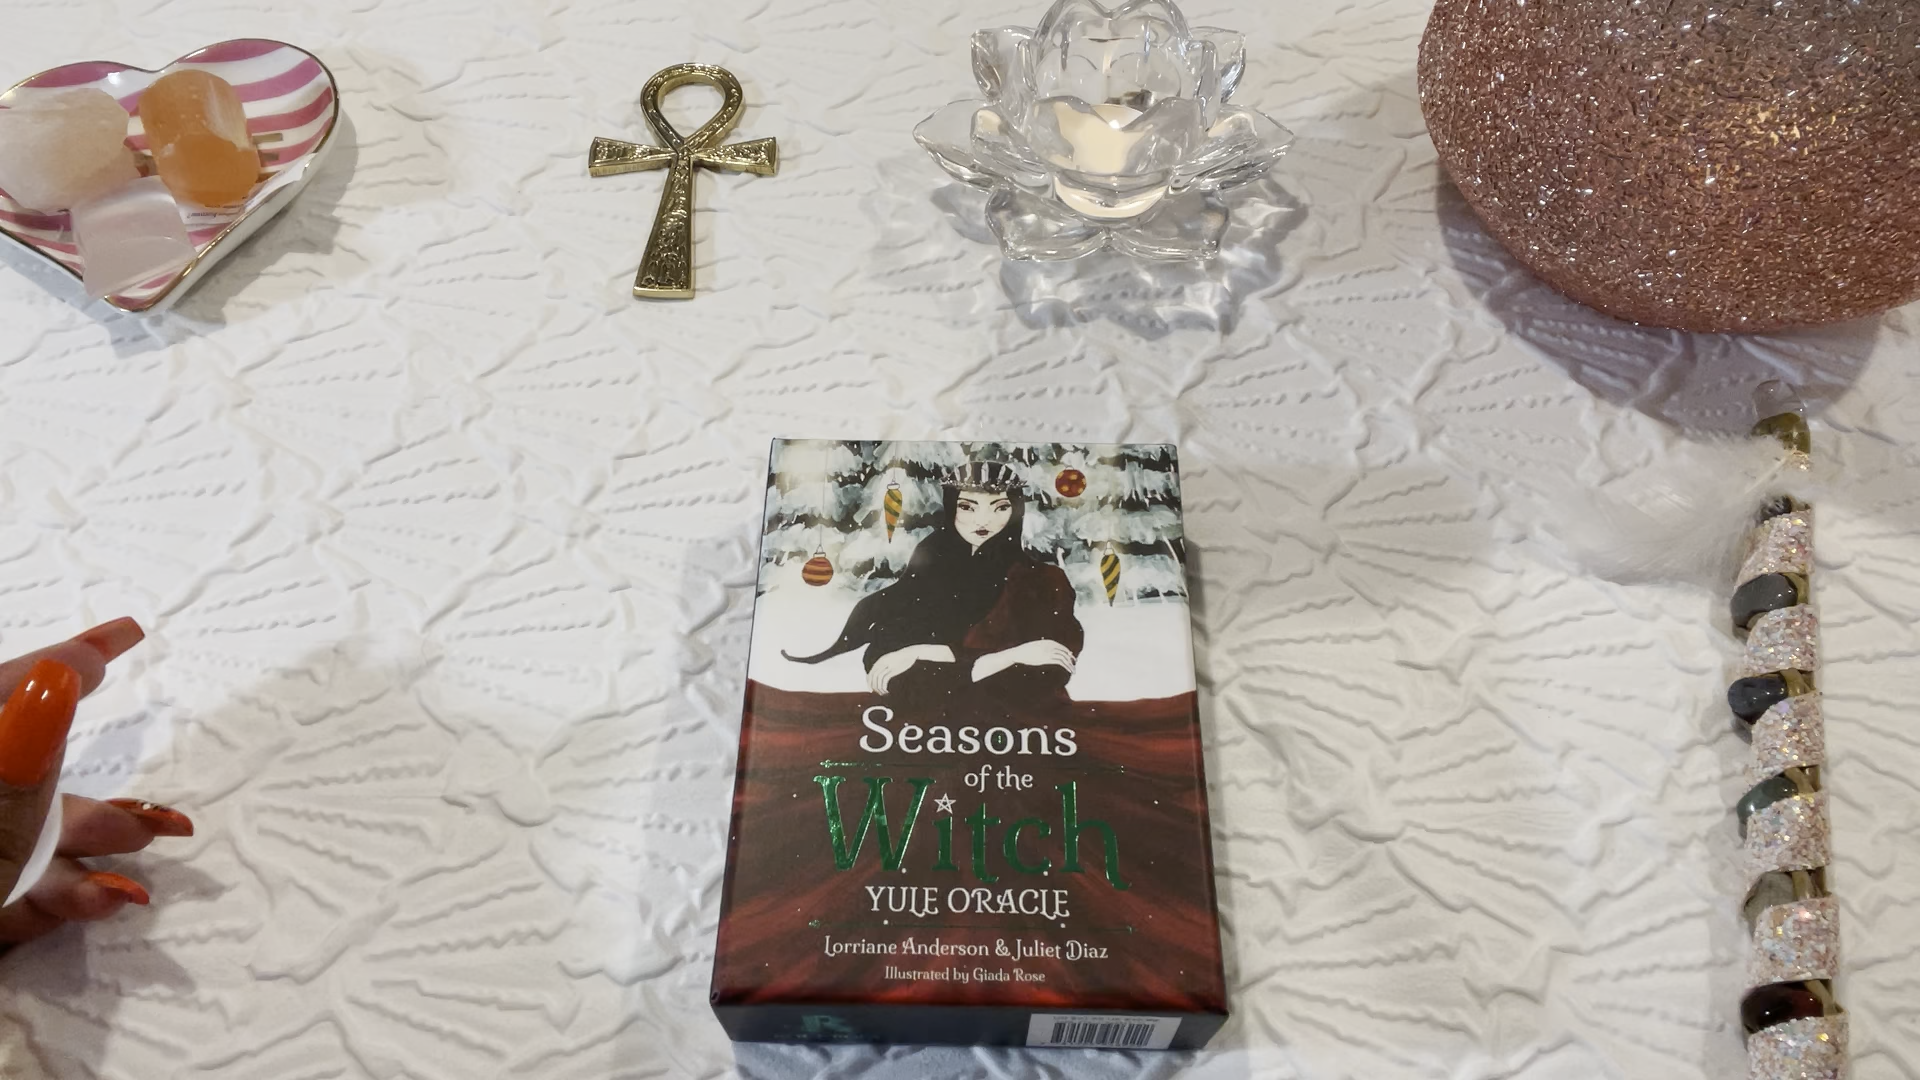 Seasons
of the
Witch
YULE ORACLE
Lorriane Anderson & Juliet Diaz
Illustrated by Giada Rose
R